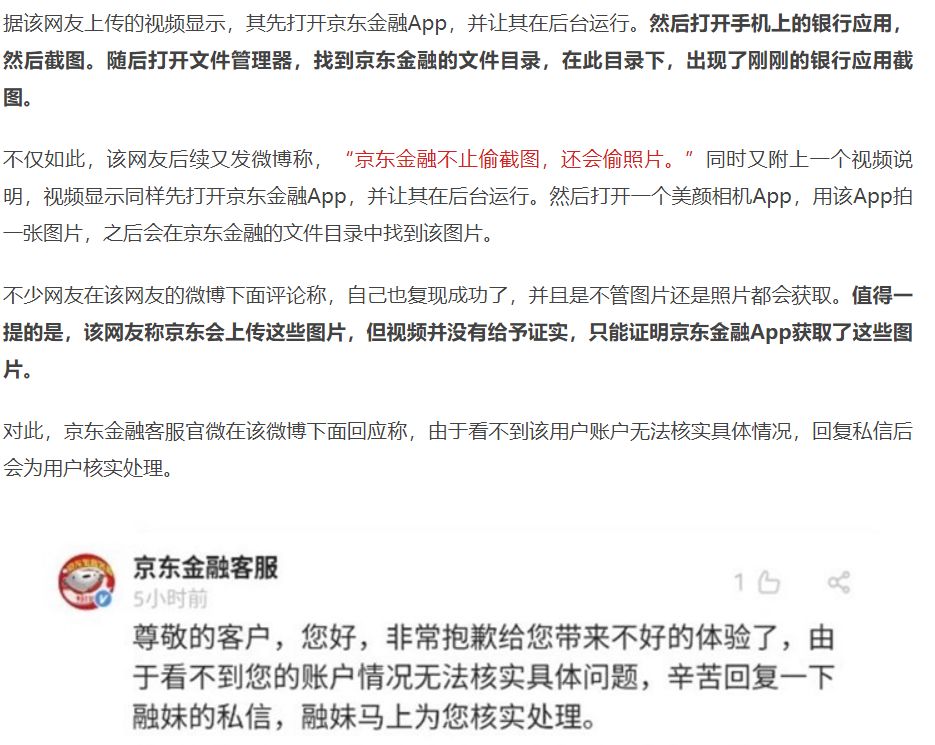 据该网友上传的视频显示，其先打开京东金融App，并让其在后台运行。然后打开手机上的银行应用，
然后截图。随后打开文件管理器，找到京东金融的文件目录，在此目录下，出现了刚刚的银行应用截
图。
不仅如此，该网友后续又发微博称，“京东金融不止偷截图，还会偷照片。”同时又附上一个视频说
明，视频显示同样先打开京东金融App，并让其在后台运行。然后打开一个美颜相机App，用该App拍
一张图片，之后会在京东金融的文件目录中找到该图片。
不少网友在该网友的微博下面评论称，自己也复现成功了，并且是不管图片还是照片都会获取。值得一
提的是，该网友称京东会上传这些图片，但视频并没有给予证实，只能证明京东金融App获取了这些图
片。
对此，京东金融客服官微在该微博下面回应称，由于看不到该用户账户无法核实具体情况，回复私信后
会为用户核实处理。
京东金融客服
5小时前
1
尊敬的客户，您好，非常抱歉给您带来不好的体验了，由
于看不到您的账户情况无法核实具体问题，辛苦回复一下
融妹的私信，融妹马上为您核实处理。